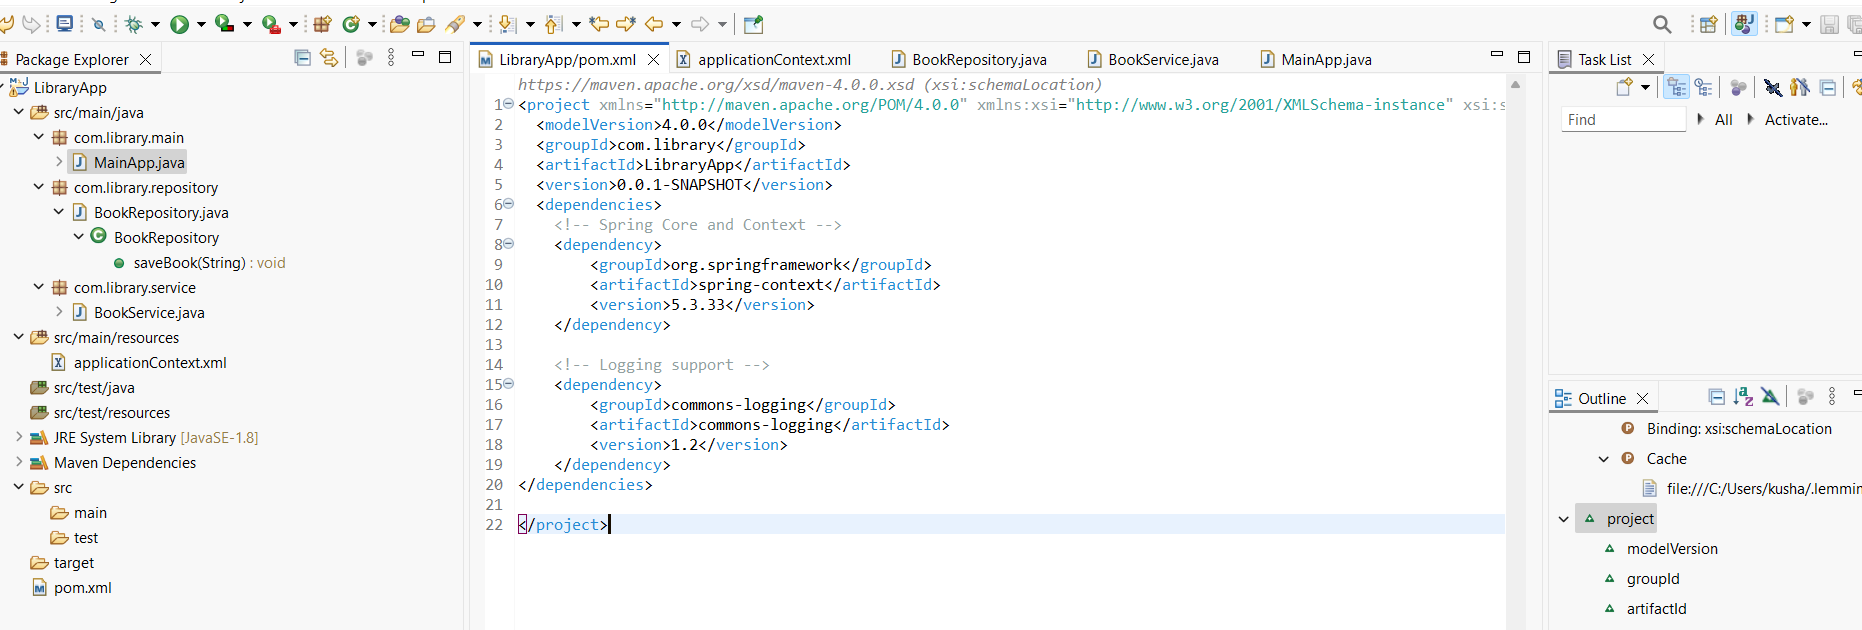 Package Explorer
LibraryApp
src/main/java
com.library.main
MainApp.java
com.library.repository
BookRepository.java
BookRepository
saveBook(String) : void
com.library.service
BookService.java
src/main/resources
applicationContext.xml
src/test/java
src/test/resources
JRE System Library [JavaSE-1.8]
Maven Dependencies
src
main
test
target
pom.xml
LibraryApp/pom.xml
applicationContext.xml
BookRepository.java
BookService.java
MainApp.java
https://maven.apache.org/xsd/maven-4.0.0.xsd (xsi:schemaLocation)
1 <project xmlns="http://maven.apache.org/POM/4.0.0" xmlns:xsi="http://www.w3.org/2001/XMLSchema-instance" xsi:s
2 <modelVersion>4.0.0</modelVersion>
3 <groupId>com.library</groupId>
4 <artifactId>LibraryApp</artifactId>
5 <version>0.0.1-SNAPSHOT</version>
6 <dependencies>
7 <!-- Spring Core and Context -->
8 <dependency>
9 <groupId>org.springframework</groupId>
10 <artifactId>spring-context</artifactId>
11 <version>5.3.33</version>
12 </dependency>
13
14 <!-- Logging support -->
15 <dependency>
16 <groupId>commons-logging</groupId>
17 <artifactId>commons-logging</artifactId>
18 <version>1.2</version>
19 </dependency>
20 </dependencies>
21
22 </project>
Task List
Find
All
Activate...
Outline
Binding: xsi:schemaLocation
Cache
file:///C:/Users/kusha/.lemmin
project
modelVersion
groupId
artifactId